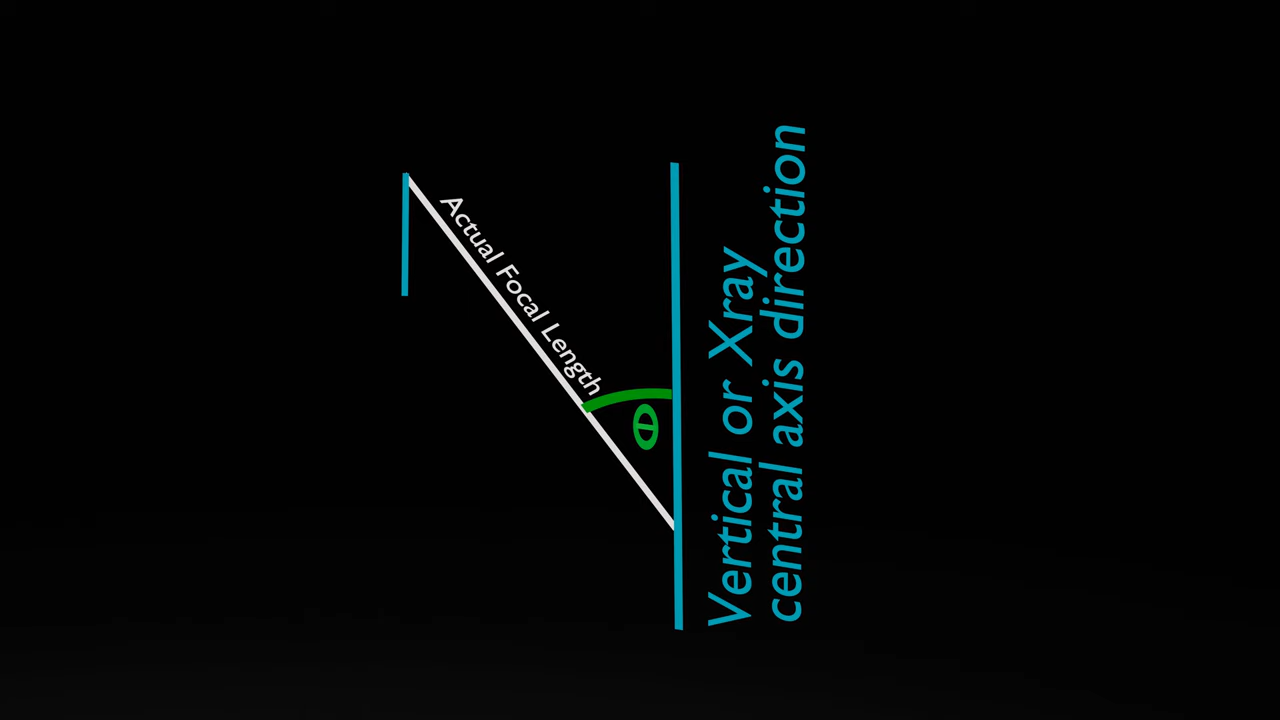 Actual Focal Length
θ
Vertical or Xray
central axis direction